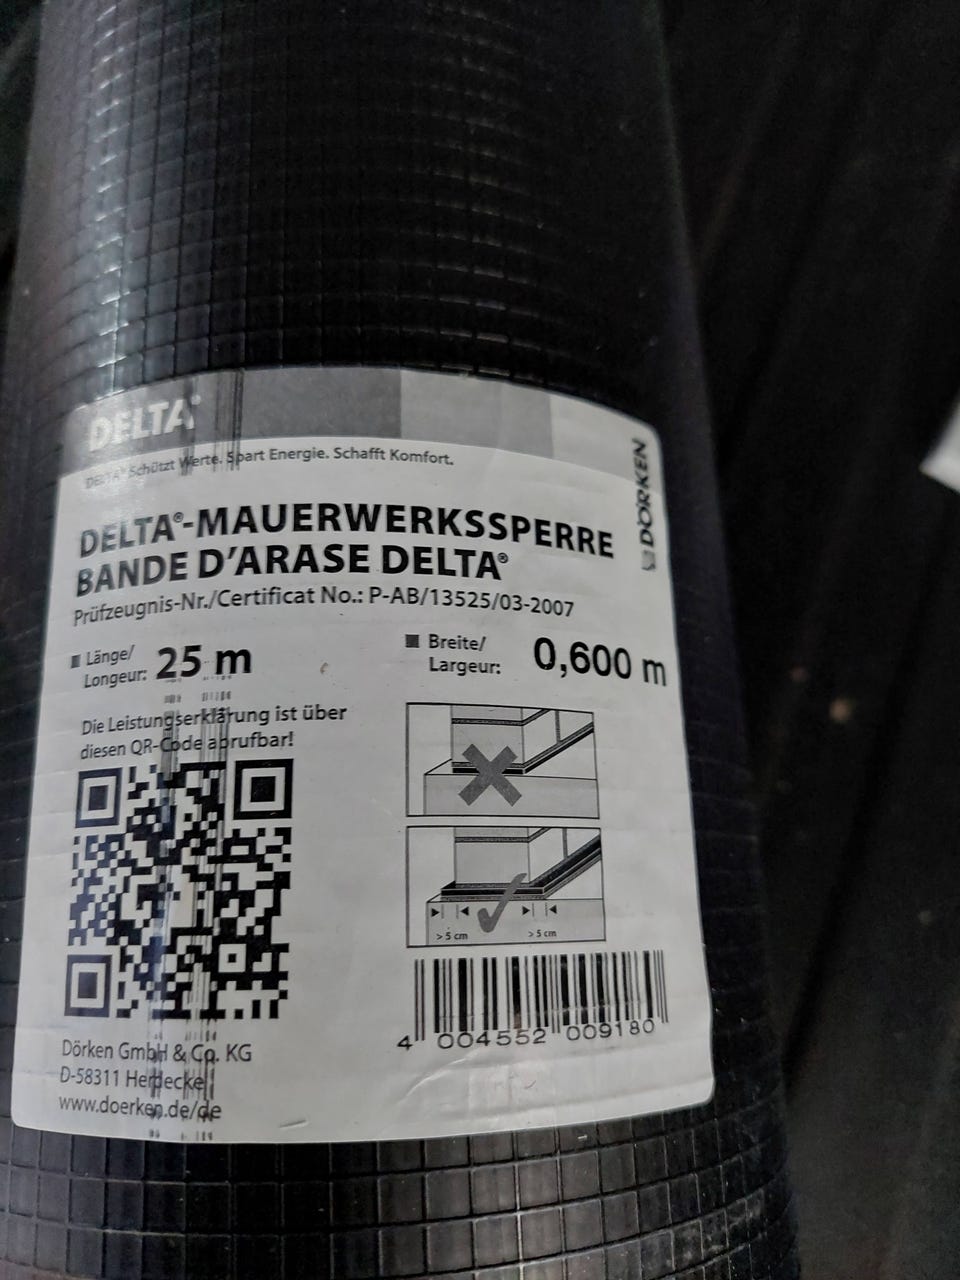 DELTA®
DELTA® Schützt Werte. Spart Energie. Schafft Komfort.
DÖRKEN
DELTA®-MAUERWERKSSPERRE
BANDE D'ARASE DELTA®
Prüfzeugnis-Nr./Certificat No.: P-AB/13525/03-2007
Länge/
Longeur: 25 m
Breite/
Largeur: 0,600 m
Die Leistungserklärung ist über
diesen QR-Code abrufbar!
> 5 cm > 5 cm
4 004552 009180
Dörken GmbH & Co. KG
D-58311 Herdecke
www.doerken.de/de